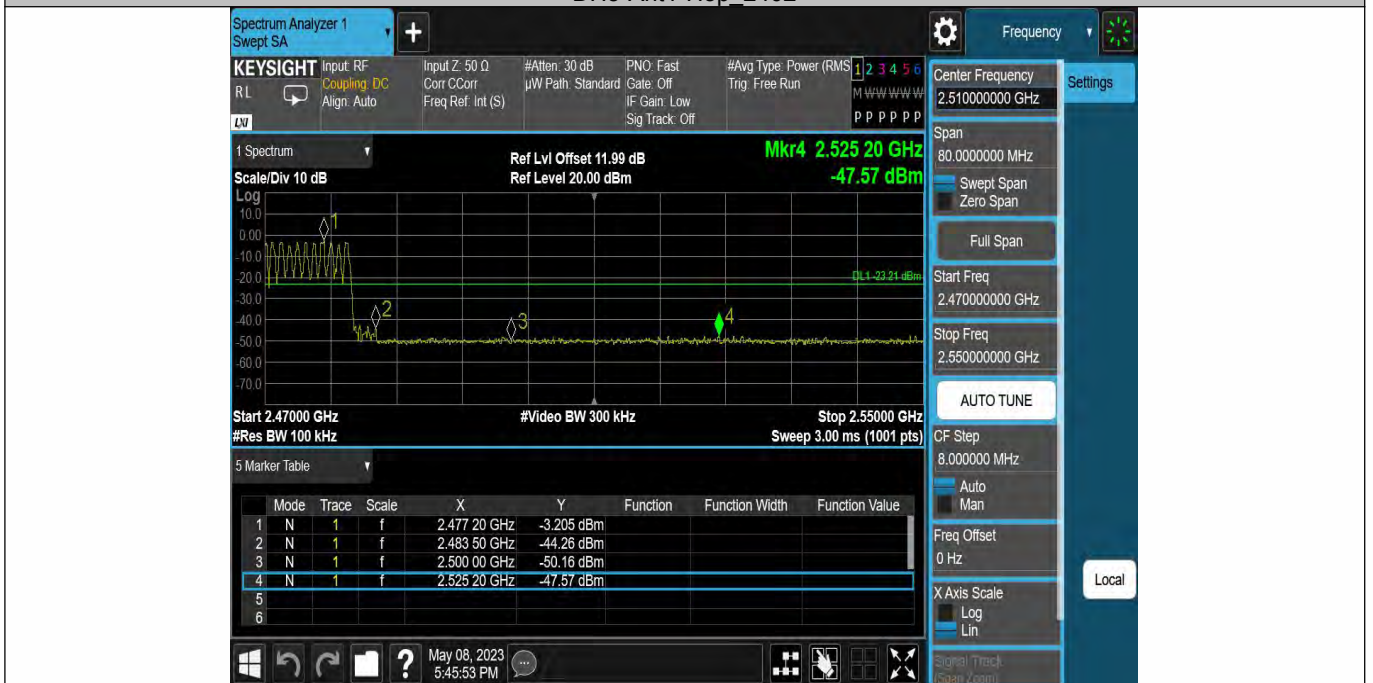 Spectrum Analyzer 1
Swept SA
+
Frequency
KEYSIGHT
RL
LXI
Input: RF
Coupling: DC
Align: Auto
Input Z: 50 Ω
Corr CCorr
Freq Ref: Int (S)
#Atten: 30 dB
µW Path: Standard
PNO: Fast
Gate: Off
IF Gain: Low
Sig Track: Off
#Avg Type: Power (RMS
Trig: Free Run
1 2 3 4 5 6
M W W W W W
P P P P P P
Center Frequency
2.510000000 GHz
Settings
Span
80.0000000 MHz
Swept Span
Zero Span
Full Span
Start Freq
2.470000000 GHz
Stop Freq
2.550000000 GHz
AUTO TUNE
CF Step
8.000000 MHz
Auto
Man
Freq Offset
0 Hz
X Axis Scale
Log
Lin
Signal Track
(Span Zoom)
Local
1 Spectrum
Scale/Div 10 dB
Ref Lvl Offset 11.99 dB
Ref Level 20.00 dBm
Mkr4 2.525 20 GHz
-47.57 dBm
Log
10.0
0.00
-10.0
-20.0
-30.0
-40.0
-50.0
-60.0
-70.0
1
2
3
4
DL1 -23.21 dBm
Start 2.47000 GHz
#Video BW 300 kHz
Stop 2.55000 GHz
#Res BW 100 kHz
Sweep 3.00 ms (1001 pts)
5 Marker Table
Mode Trace Scale X Y Function Function Width Function Value
1 N 1 f 2.477 20 GHz -3.205 dBm
2 N 1 f 2.483 50 GHz -44.26 dBm
3 N 1 f 2.500 00 GHz -50.16 dBm
4 N 1 f 2.525 20 GHz -47.57 dBm
5
6
?
May 08, 2023
5:45:53 PM